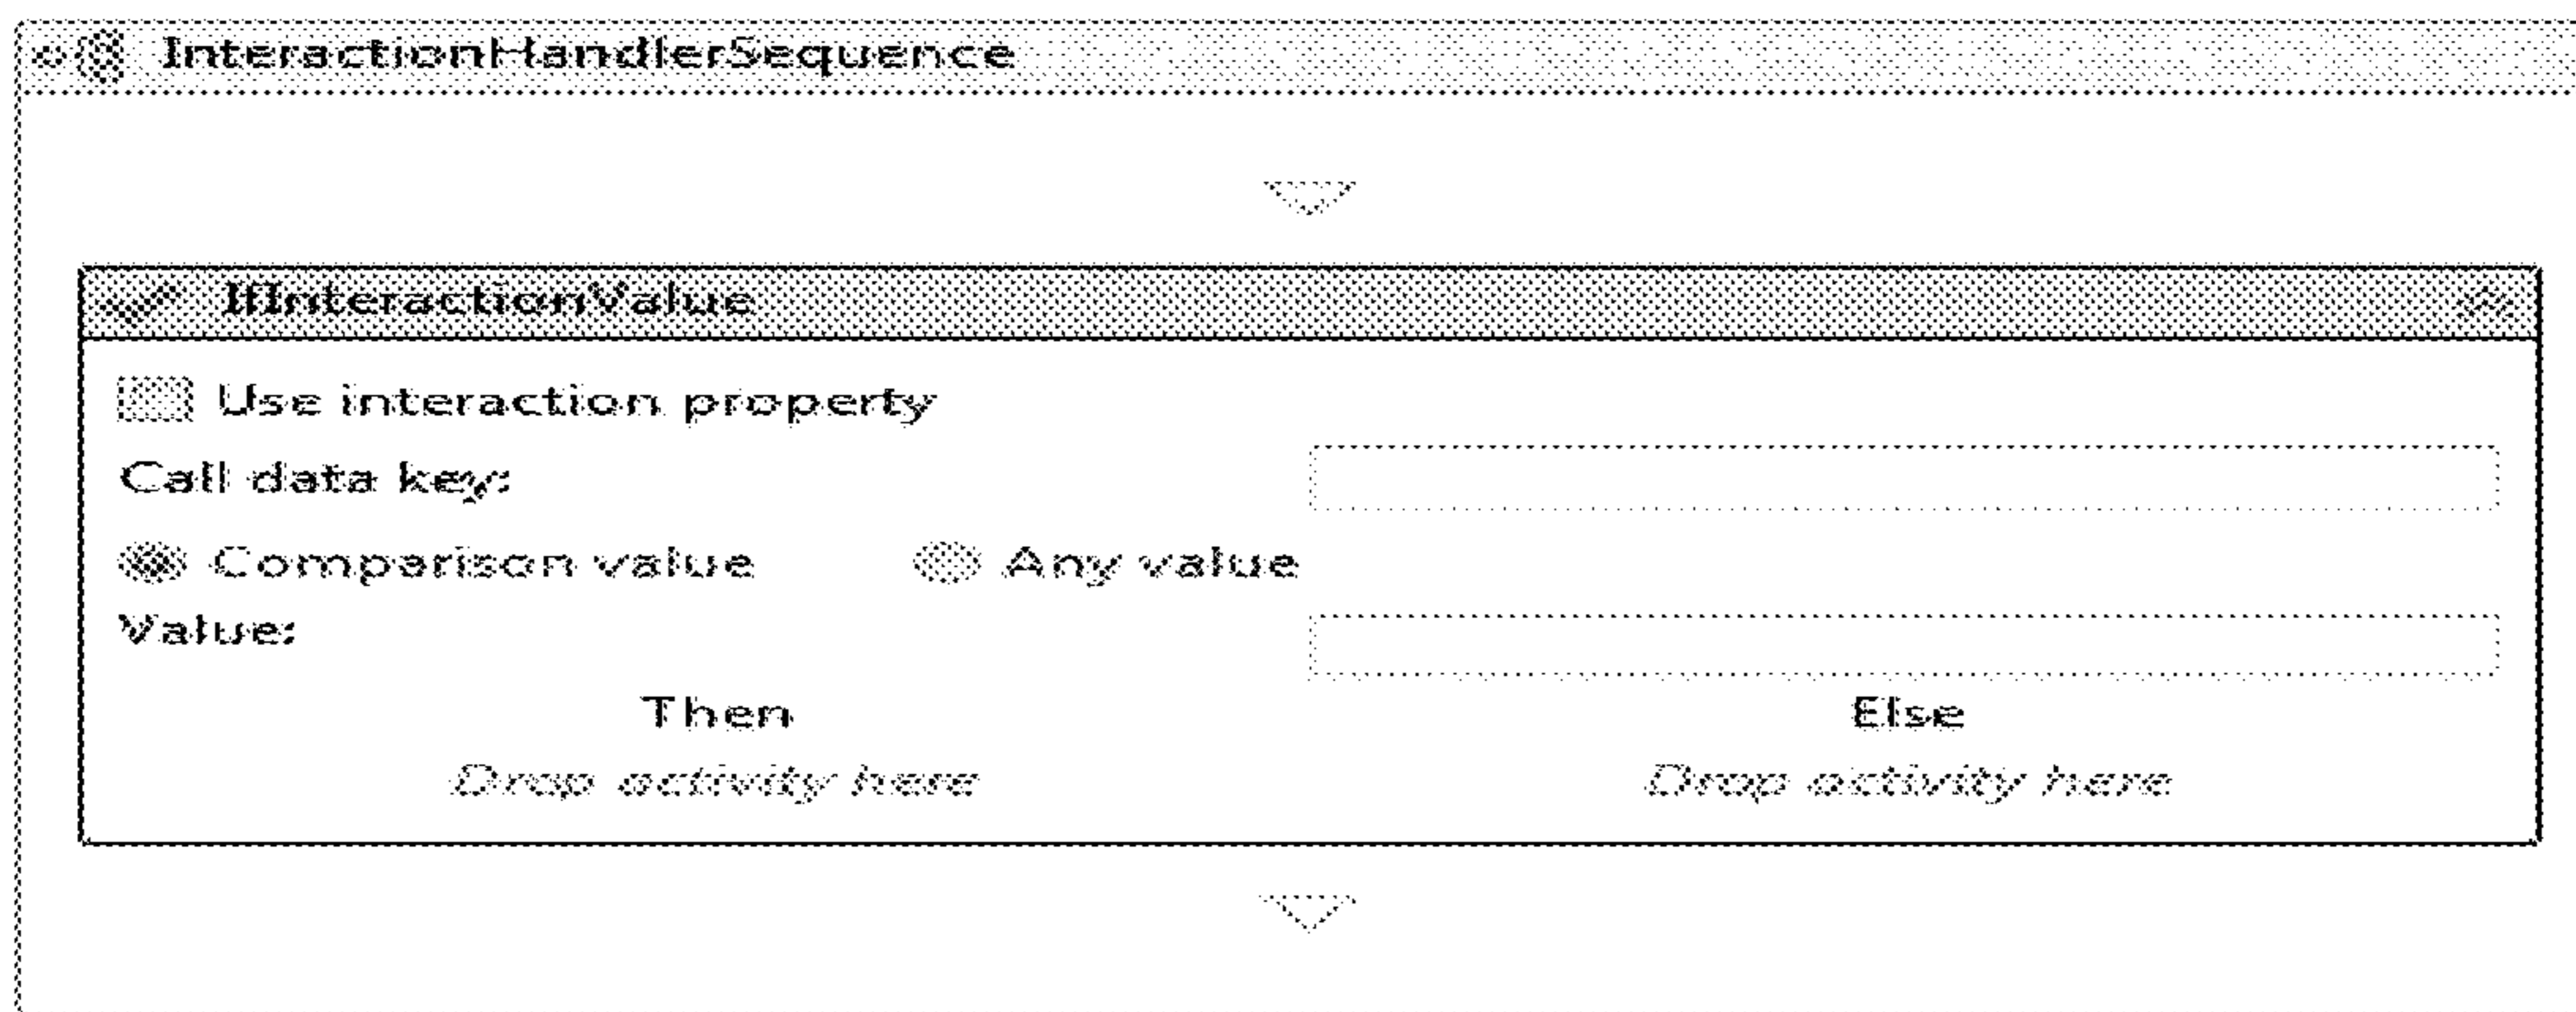 InteractionHandlerSequence
IfInteractionValue
Use interaction property
Call data key:
Comparison value Any value
Value:
Then Else
Drop activity here Drop activity here